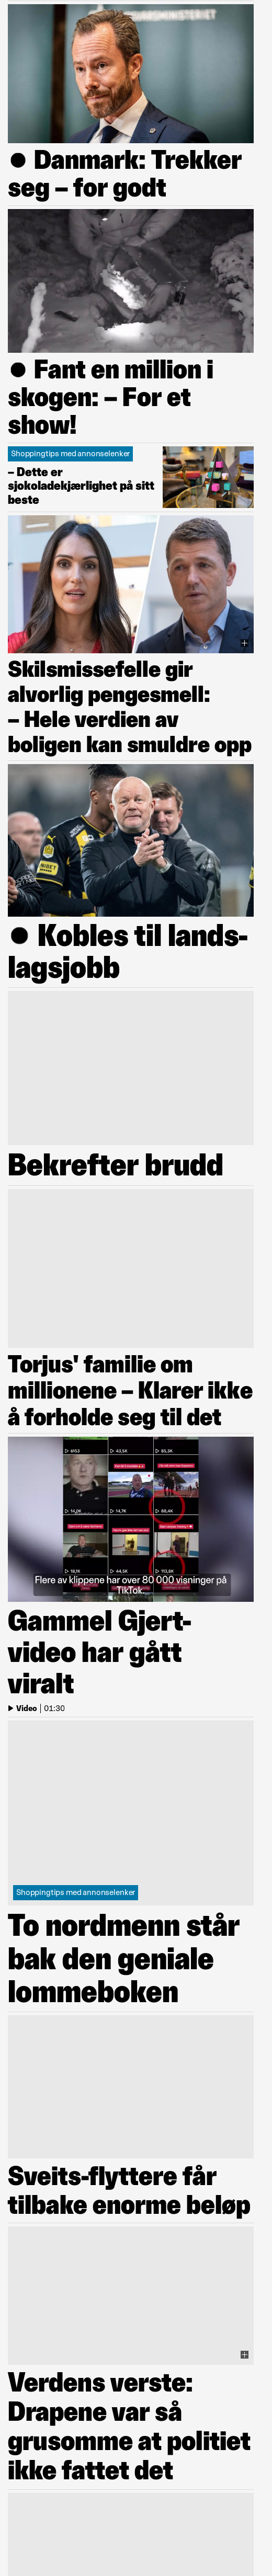 ● Danmark: Trekker
seg – for godt
● Fant en million i
skogen: – For et
show!
Shoppingtips med annonselenker
– Dette er
sjokoladekjærlighet på sitt
beste
Skilsmissefelle gir
alvorlig pengesmell:
– Hele verdien av
boligen kan smuldre opp
● Kobles til lands-
lagsjobb
Bekrefter brudd
Torjus' familie om
millionene – Klarer ikke
å forholde seg til det
Flere av klippene har over 80 000 visninger på
TikTok.
Gammel Gjert-
video har gått
viralt
Video | 01:30
Shoppingtips med annonselenker
To nordmenn står
bak den geniale
lommeboken
Sveits-flyttere får
tilbake enorme beløp
Verdens verste:
Drapene var så
grusomme at politiet
ikke fattet det